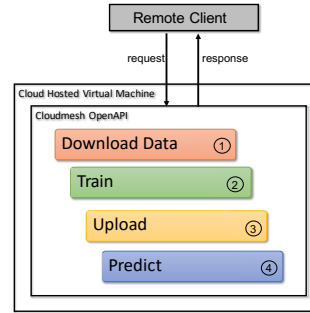 Remote Client
request
response
Cloud Hosted Virtual Machine
Cloudmesh OpenAPI
Download Data 1
Train 2
Upload 3
Predict 4